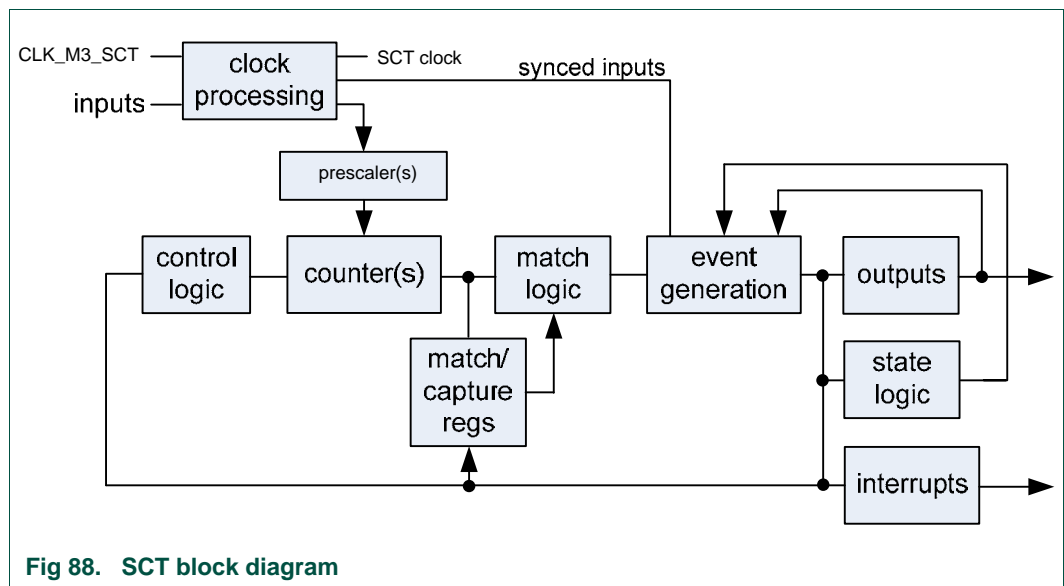 CLK_M3_SCT
inputs
clock
processing
SCT clock
synced inputs
prescaler(s)
control
logic
counter(s)
match
logic
event
generation
outputs
match/
capture
regs
state
logic
interrupts
Fig 88. SCT block diagram